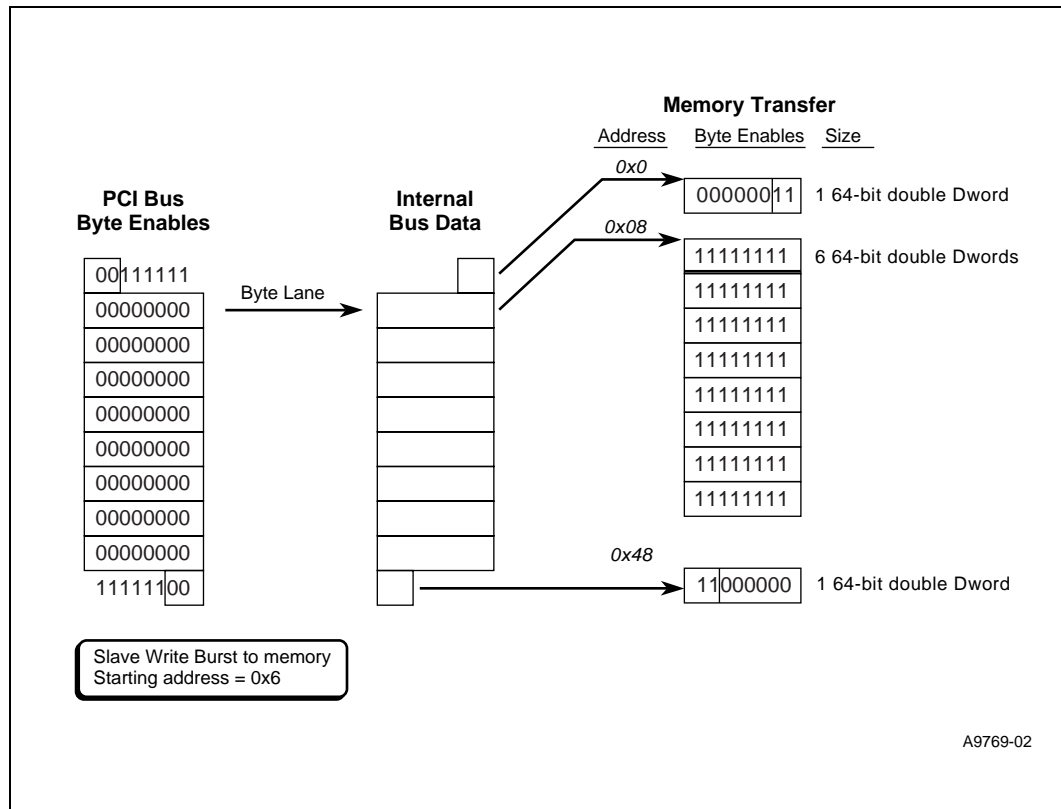 Memory Transfer
Address Byte Enables Size
0x0
PCI Bus
Byte Enables
Internal
Bus Data
00000011 1 64-bit double Dword
0x08
00111111
11111111 6 64-bit double Dwords
Byte Lane
00000000
11111111
00000000
11111111
00000000
11111111
00000000
11111111
00000000
11111111
00000000
11111111
00000000
11111111
00000000
0x48
11111100
11000000 1 64-bit double Dword
Slave Write Burst to memory
Starting address = 0x6
A9769-02